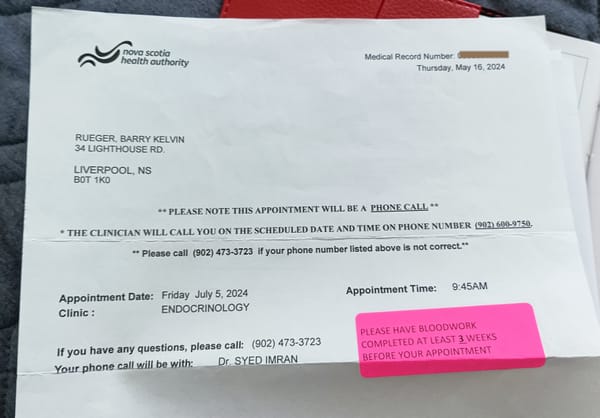 nova scotia
health authority
Medical Record Number:
Thursday, May 16, 2024
RUEGER, BARRY KELVIN
34 LIGHTHOUSE RD.
LIVERPOOL, NS
B0T 1K0
** PLEASE NOTE THIS APPOINTMENT WILL BE A PHONE CALL **
* THE CLINICIAN WILL CALL YOU ON THE SCHEDULED DATE AND TIME ON PHONE NUMBER (902) 600-9750.
** Please call (902) 473-3723 if your phone number listed above is not correct.**
Appointment Date: Friday July 5, 2024
Appointment Time: 9:45AM
Clinic : ENDOCRINOLOGY
If you have any questions, please call: (902) 473-3723
Your phone call will be with: Dr. SYED IMRAN
PLEASE HAVE BLOODWORK
COMPLETED AT LEAST 3 WEEKS
BEFORE YOUR APPOINTMENT